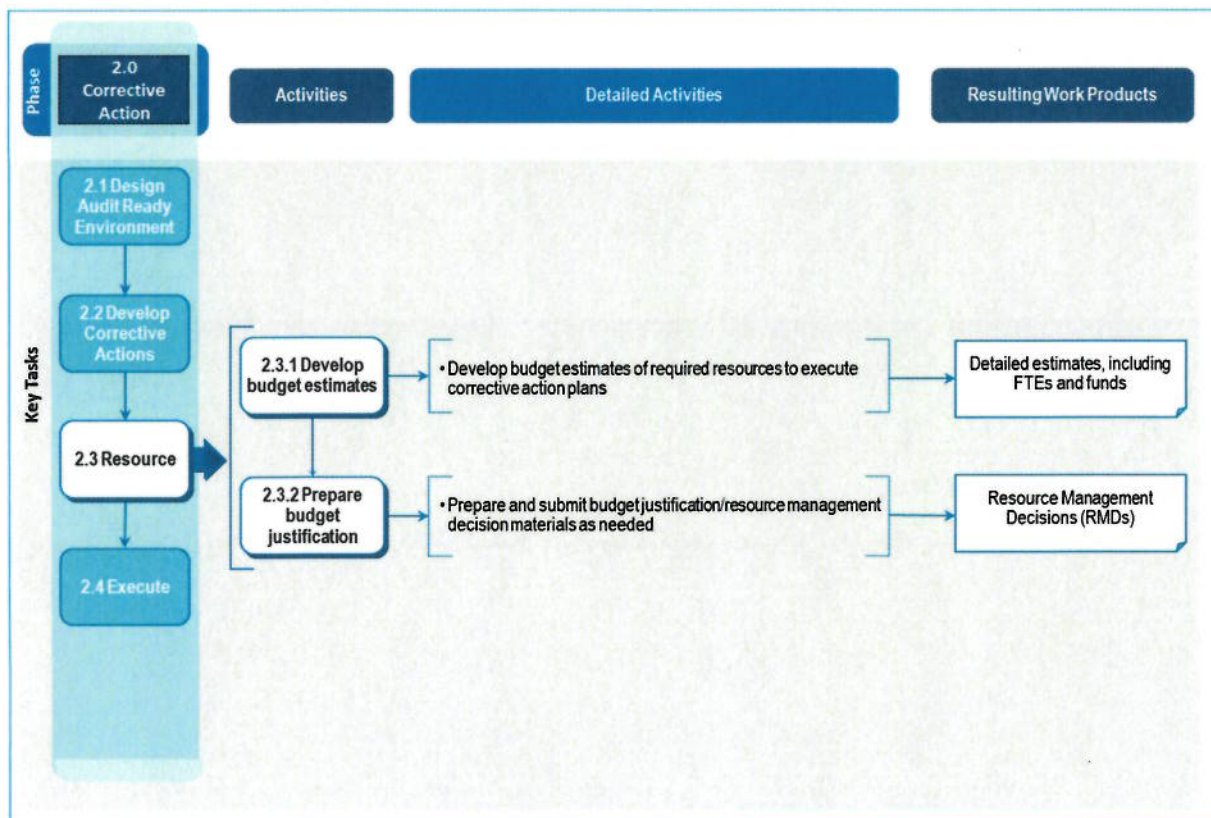 Phase
2.0
Corrective
Action
Activities
Detailed Activities
Resulting Work Products
Key Tasks
2.1 Design
Audit Ready
Environment
2.2 Develop
Corrective
Actions
2.3 Resource
2.4 Execute
2.3.1 Develop
budget estimates
• Develop budget estimates of required resources to execute
corrective action plans
Detailed estimates, including
FTEs and funds
2.3.2 Prepare
budget
justification
• Prepare and submit budget justification/resource management
decision materials as needed
Resource Management
Decisions (RMDs)